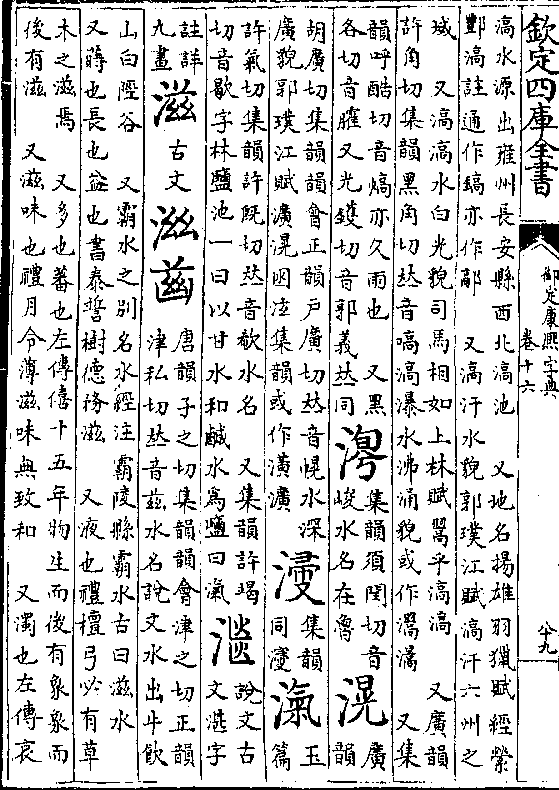 欽定四庫全書
御定康熙字典
卷十六
八十九
滈水源出雍州長安縣西北滈池 又地名揚雄羽獵賦經縈
酆滈註通作鎬亦作鄗 又滈汗水貌郭璞江賦滈汗六州之
域 又滈滈水白光貌司馬相如上林賦翯乎滈滈 又廣韻
許角切集韻黑角切𠀤音嗃滈瀑水沸涌貌或作 又集
韻呼酷切音熇亦久雨也 又黑
各切音臛又光鑊切音郭義𠀤同
集韻須閏切音
峻水名在魯
滉
廣
韻
胡廣切集韻韻會正韻戶廣切𠀤音幌水深
廣貌郭璞江賦瀇滉囦泫集韻或作潢瀇
集韻
同濅
滊
玉
篇
許氣切集韻許旣切𠀤音欷水名 又集韻許竭
切音歇字林鹽池一曰以甘水和鹹水為鹽曰滊
㵄
說文古
文漢字
註詳
九畫
滋
古文
唐韻子之切集韻韻會津之切正韻
津私切𠀤音兹水名說文水出牛飲
山白陘谷 又霸水之別名水經注霸陵縣霸水古曰滋水
又蒔也長也益也書泰誓樹德務滋 又液也禮檀弓必有草
木之滋焉 又多也蕃也左傳僖十五年物生而後有象象而
後有滋 又滋味也禮月令薄滋味無致和 又濁也左傳哀